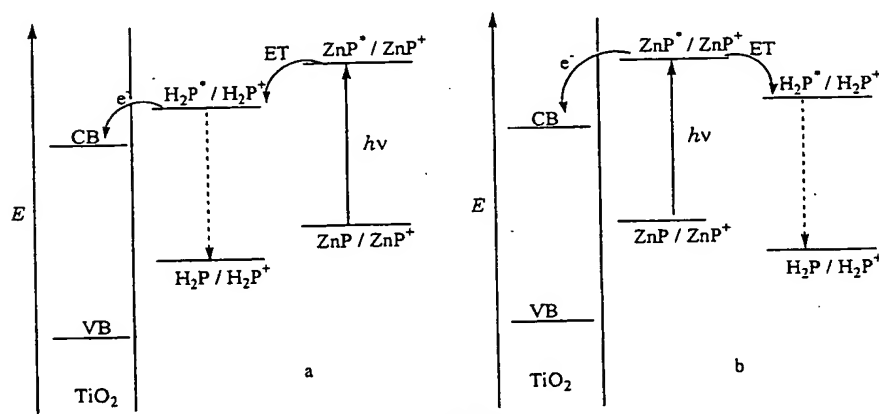 ET
ZnP* / ZnP+
H2P* / H2P+
e-
CB
hν
E
ZnP / ZnP+
H2P / H2P+
VB
TiO2
a
ZnP* / ZnP+
ET
e-
H2P* / H2P+
CB
hν
E
ZnP / ZnP+
H2P / H2P+
VB
TiO2
b